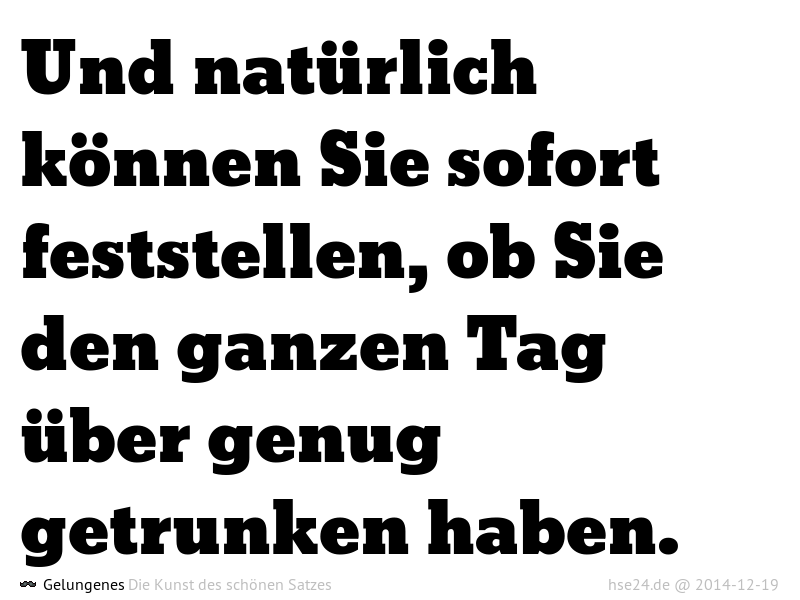 Und natürlich
können Sie sofort
feststellen, ob Sie
den ganzen Tag
über genug
getrunken haben.
Gelungenes Die Kunst des schönen Satzes
hse24.de @ 2014-12-19